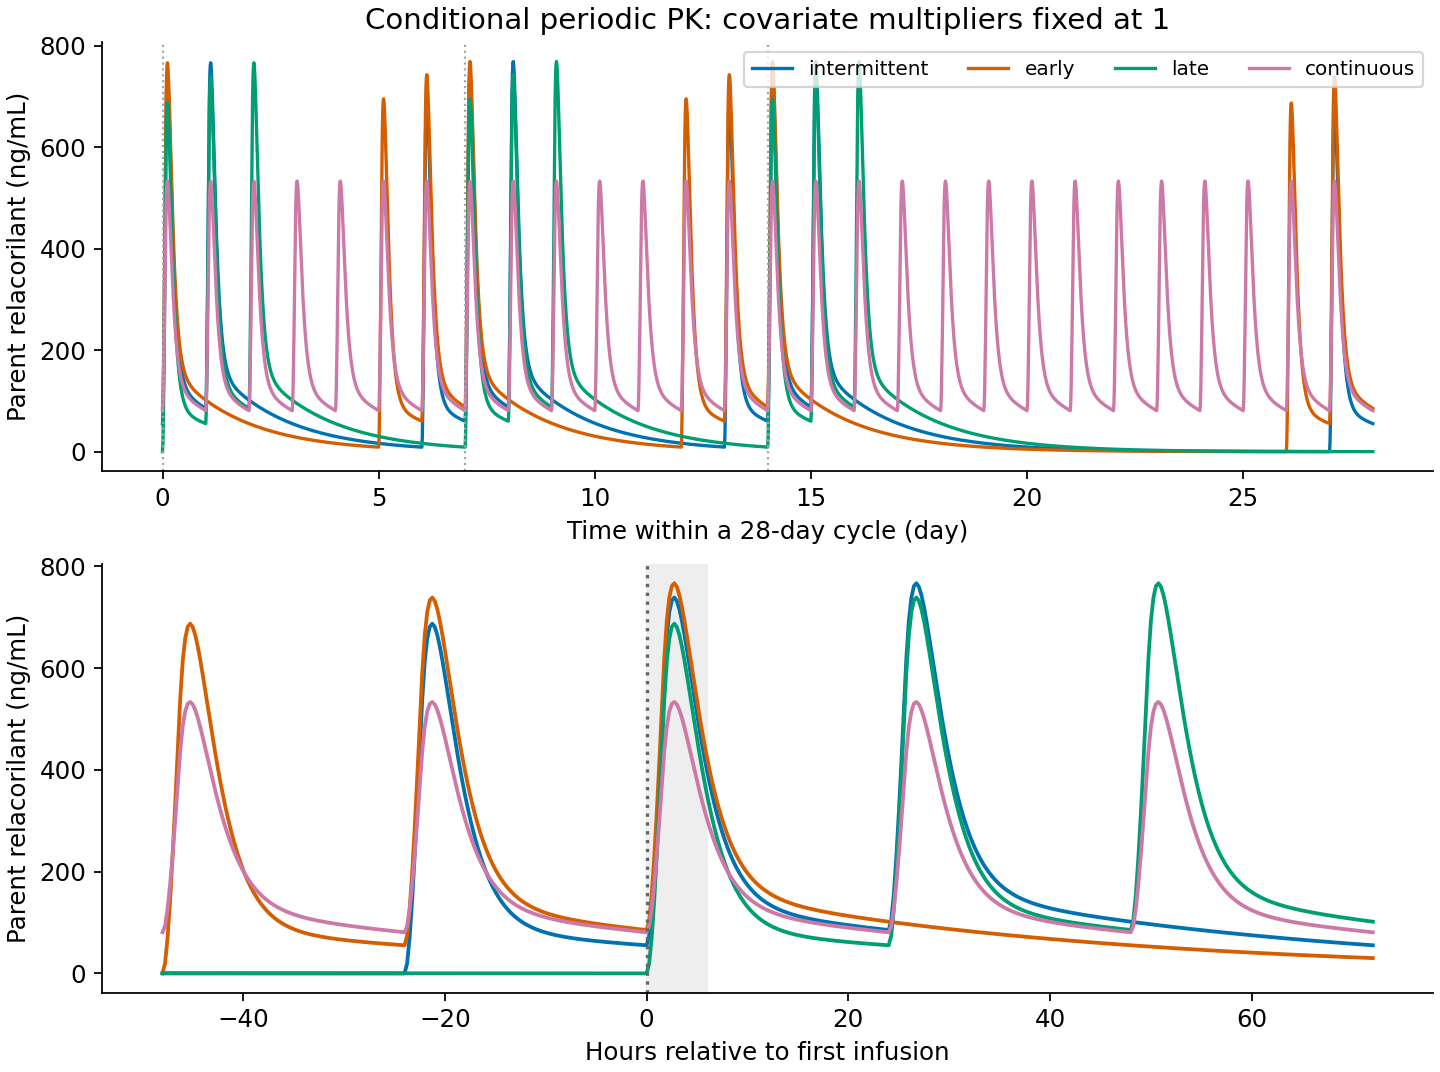 Conditional periodic PK: covariate multipliers fixed at 1
Parent relacorilant (ng/mL)
800
600
400
200
0
intermittent early late continuous
0 5 10 15 20 25
Time within a 28-day cycle (day)
Parent relacorilant (ng/mL)
800
600
400
200
0
−40 −20 0 20 40 60
Hours relative to first infusion